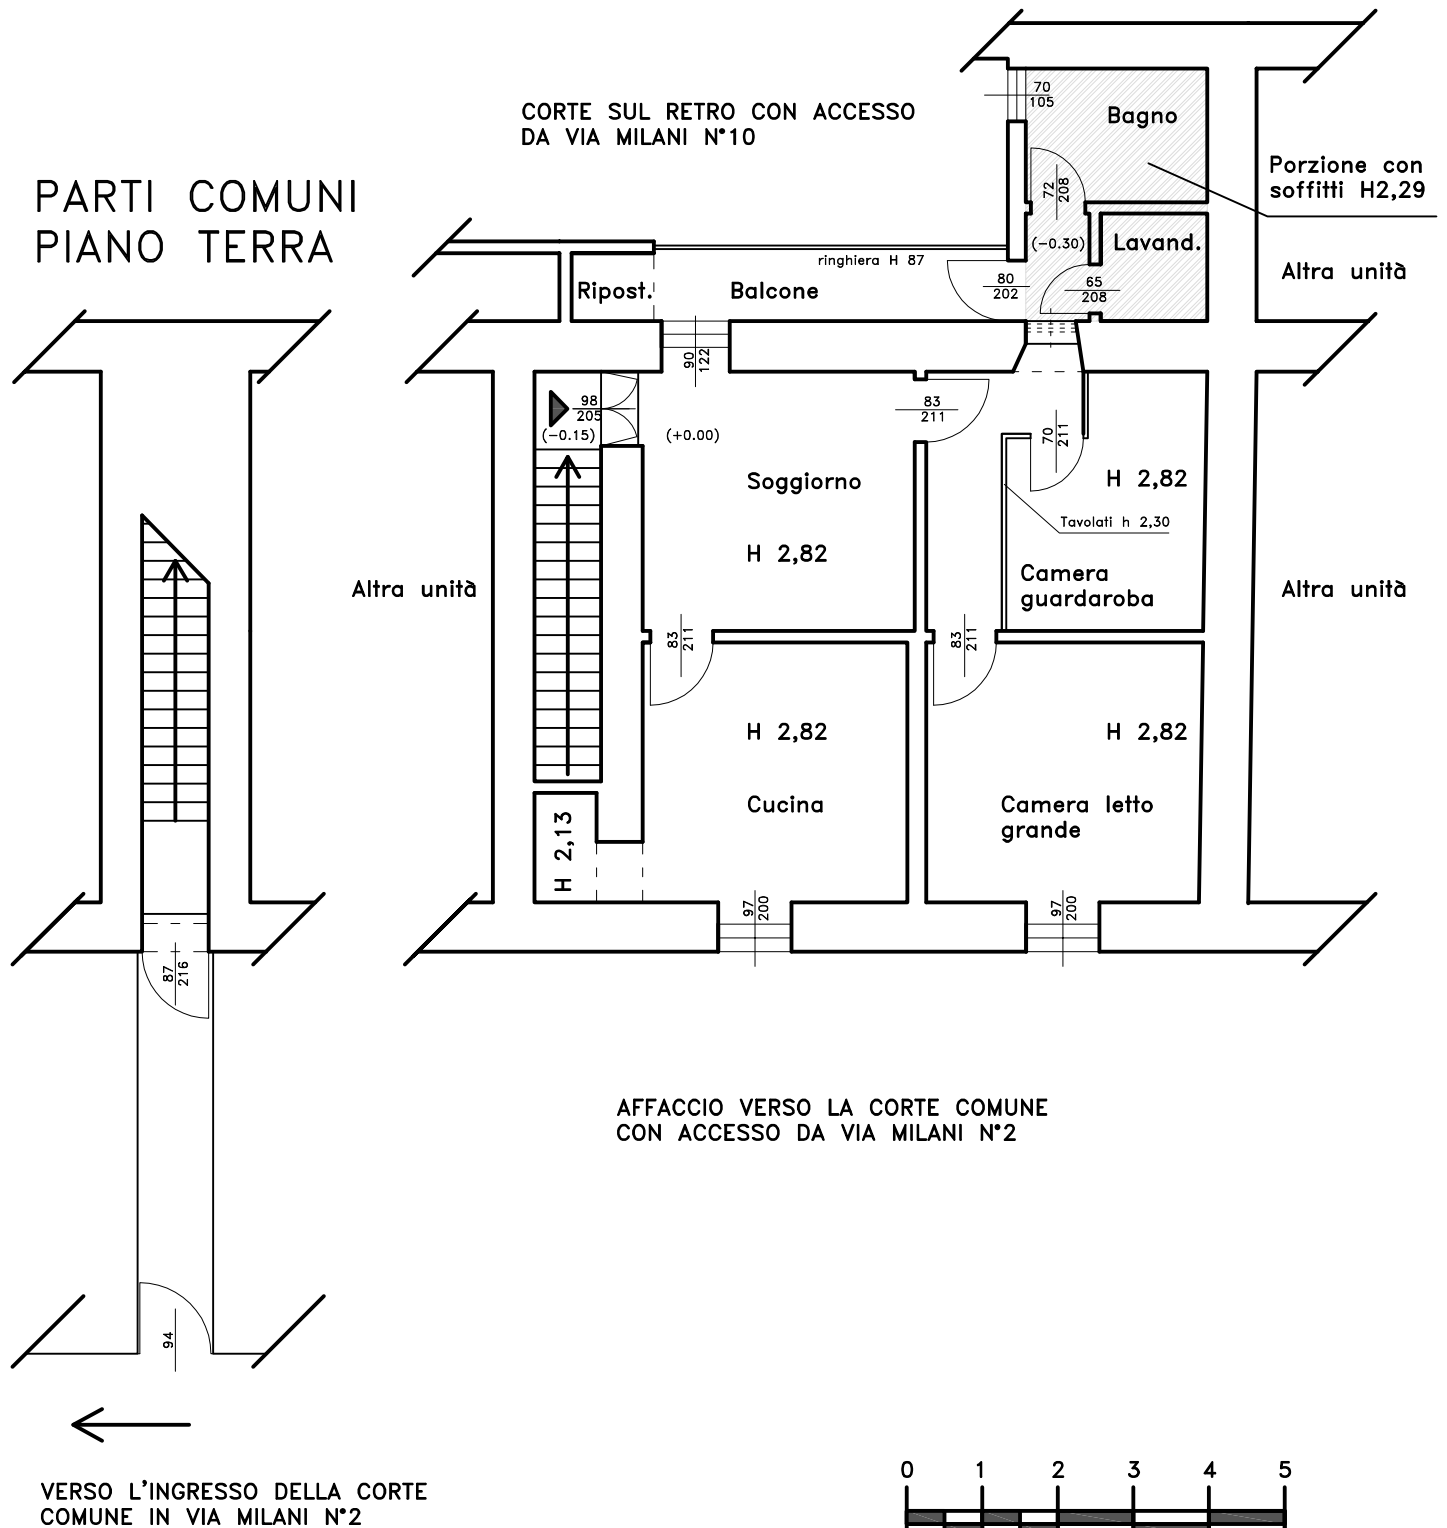 70
105
CORTE SUL RETRO CON ACCESSO
DA VIA MILANI N°10
Bagno
Porzione con
soffitti H2,29
PARTI COMUNI
PIANO TERRA
72
208
(-0.30)
Lavand.
ringhiera H 87
Altra unità
Ripost.
Balcone
80
202
65
208
90
122
98
205
(-0.15)
(+0.00)
83
211
70
211
Soggiorno
H 2,82
Tavolati h 2,30
H 2,82
Camera
guardaroba
Altra unità
Altra unità
83
211
83
211
H 2,82
H 2,82
Cucina
Camera letto
grande
H 2,13
97
200
97
200
87
216
AFFACCIO VERSO LA CORTE COMUNE
CON ACCESSO DA VIA MILANI N°2
94
VERSO L'INGRESSO DELLA CORTE
COMUNE IN VIA MILANI N°2
0 1 2 3 4 5